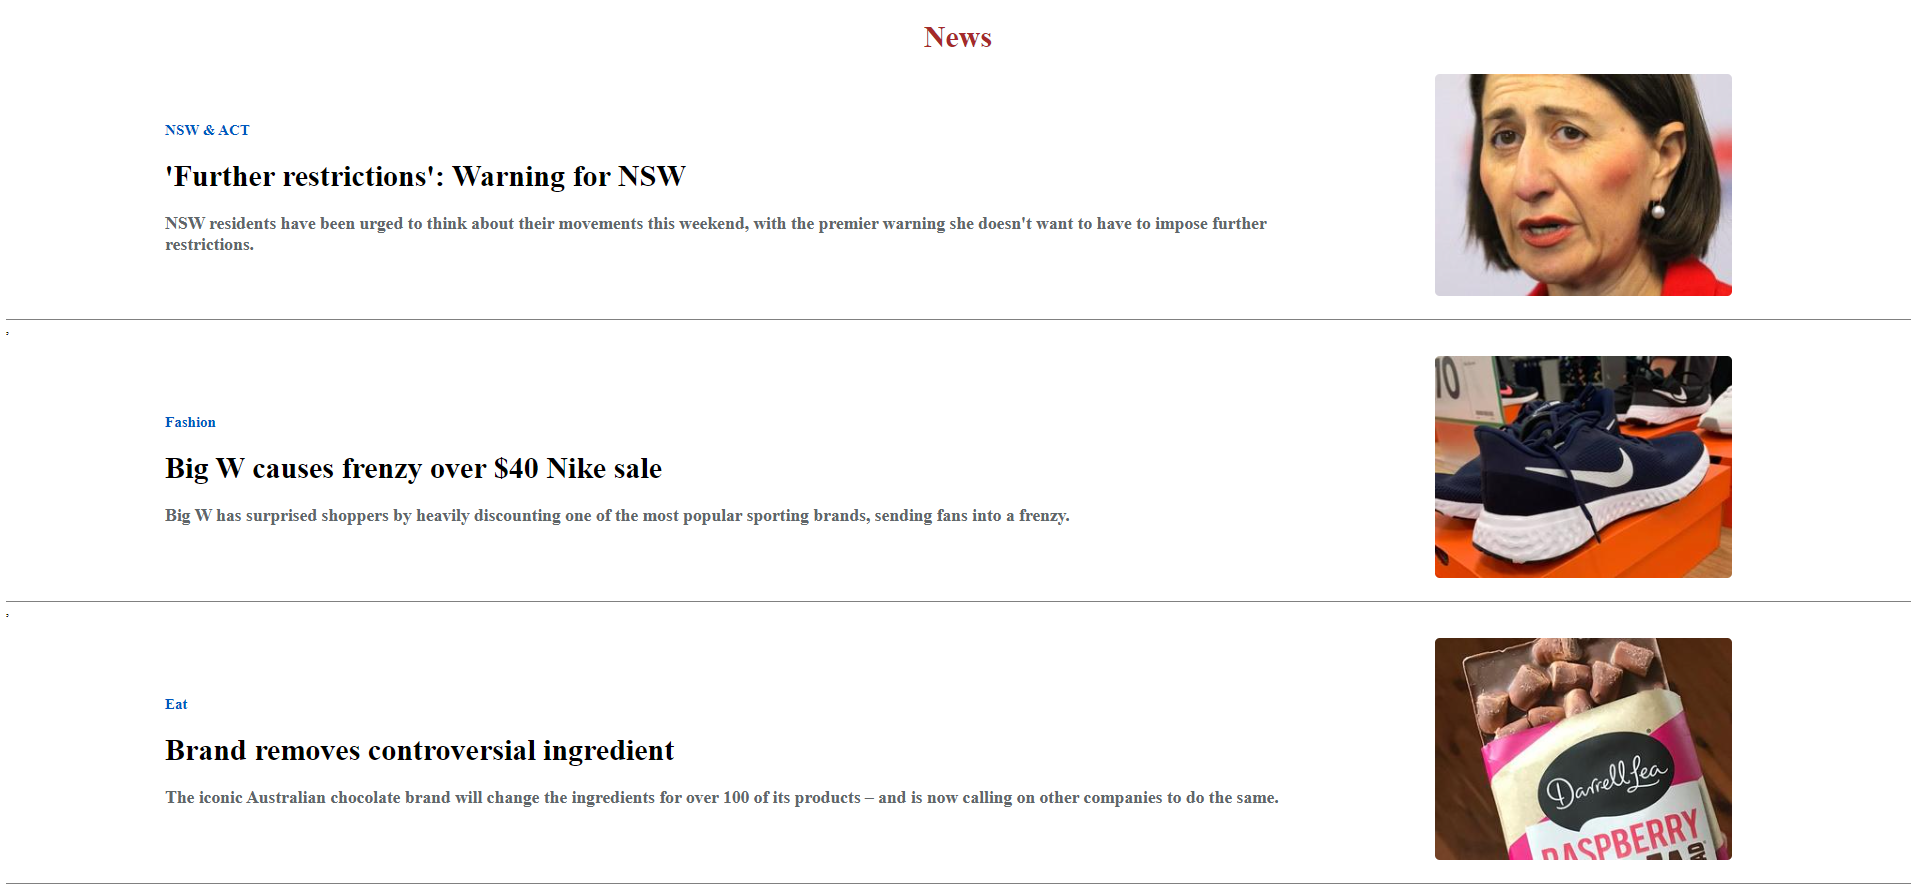 News
NSW & ACT
'Further restrictions': Warning for NSW
NSW residents have been urged to think about their movements this weekend, with the premier warning she doesn't want to have to impose further
restrictions.
,
10
Fashion
Big W causes frenzy over $40 Nike sale
Big W has surprised shoppers by heavily discounting one of the most popular sporting brands, sending fans into a frenzy.
,
Eat
Brand removes controversial ingredient
The iconic Australian chocolate brand will change the ingredients for over 100 of its products – and is now calling on other companies to do the same.
Darrell Lea
RASPBERRY